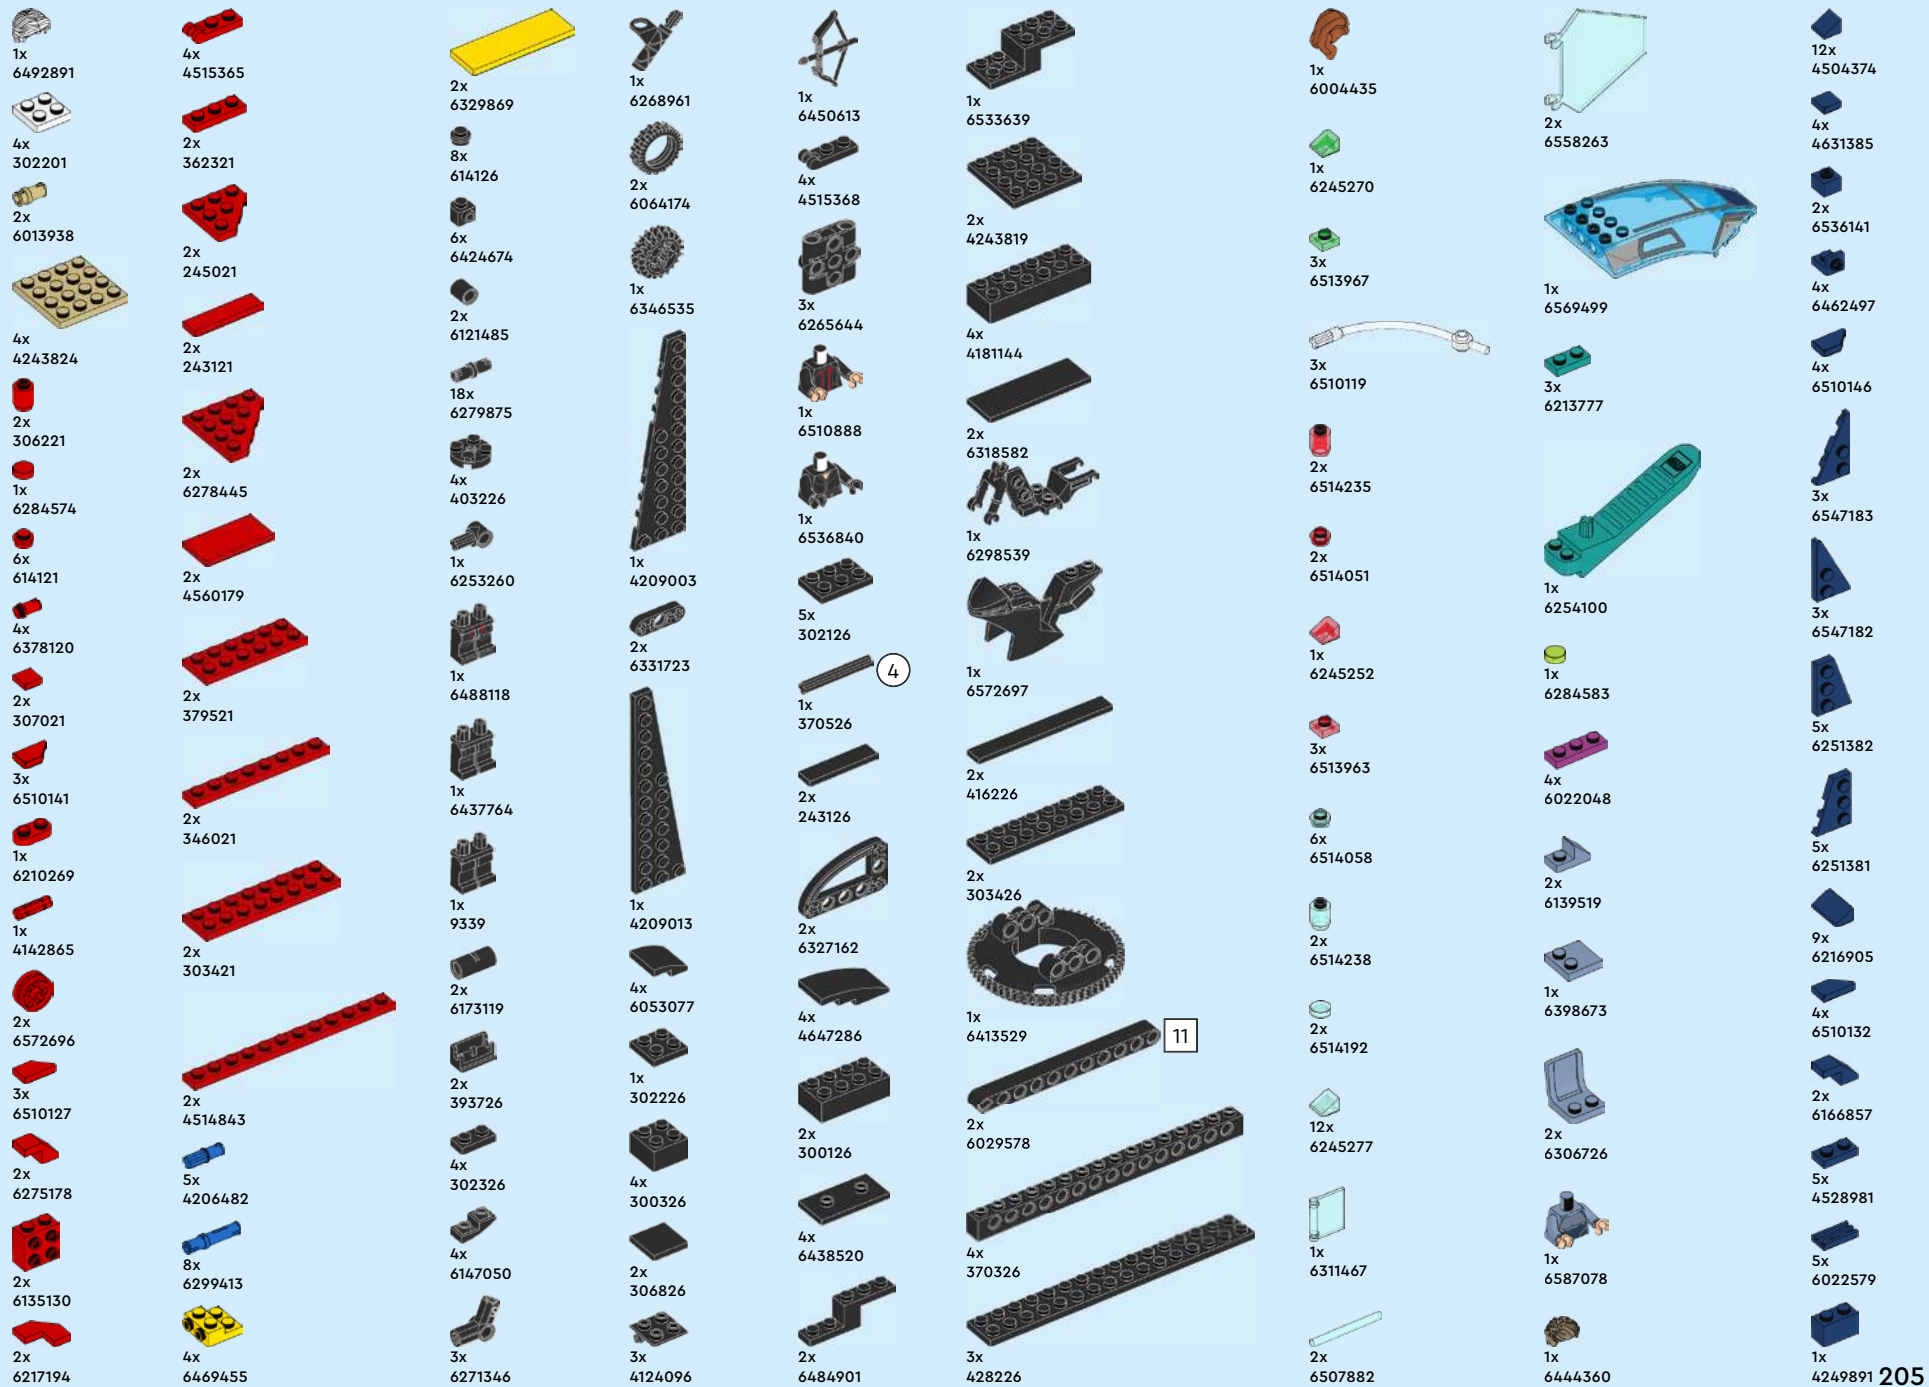 1x
6492891
4x
302201
2x
6013938
4x
4243824
2x
306221
1x
6284574
6x
614121
4x
6378120
2x
307021
3x
6510141
1x
6210269
1x
4142865
2x
6572696
3x
6510127
2x
6275178
2x
6135130
2x
6217194
4x
4515365
2x
362321
2x
245021
2x
243121
2x
6278445
2x
4560179
2x
379521
2x
346021
2x
303421
2x
4514843
5x
4206482
8x
6299413
4x
6469455
2x
6329869
8x
614126
6x
6424674
2x
6121485
18x
6279875
4x
403226
1x
6253260
1x
6488118
1x
6437764
1x
9339
2x
6173119
2x
393726
4x
302326
4x
6147050
3x
6271346
1x
6268961
2x
6064174
1x
6346535
1x
4209003
2x
6331723
1x
4209013
4x
6053077
1x
302226
4x
300326
2x
306826
3x
4124096
1x
6450613
4x
4515368
3x
6265644
1x
6510888
1x
6536840
5x
302126
4
1x
370526
2x
243126
2x
6327162
4x
4647286
2x
300126
4x
6438520
2x
6484901
1x
6533639
2x
4243819
4x
4181144
2x
6318582
1x
6298539
1x
6572697
2x
416226
2x
303426
1x
6413529
11
2x
6029578
4x
370326
3x
428226
1x
6004435
1x
6245270
3x
6513967
3x
6510119
2x
6514235
2x
6514051
1x
6245252
3x
6513963
6x
6514058
2x
6514238
2x
6514192
12x
6245277
1x
6311467
2x
6507882
2x
6558263
1x
6569499
3x
6213777
1x
6254100
1x
6284583
4x
6022048
2x
6139519
1x
6398673
2x
6306726
1x
6587078
1x
6444360
12x
4504374
4x
4631385
2x
6536141
4x
6462497
4x
6510146
3x
6547183
3x
6547182
5x
6251382
5x
6251381
9x
6216905
4x
6510132
2x
6166857
5x
4528981
5x
6022579
1x
4249891
205